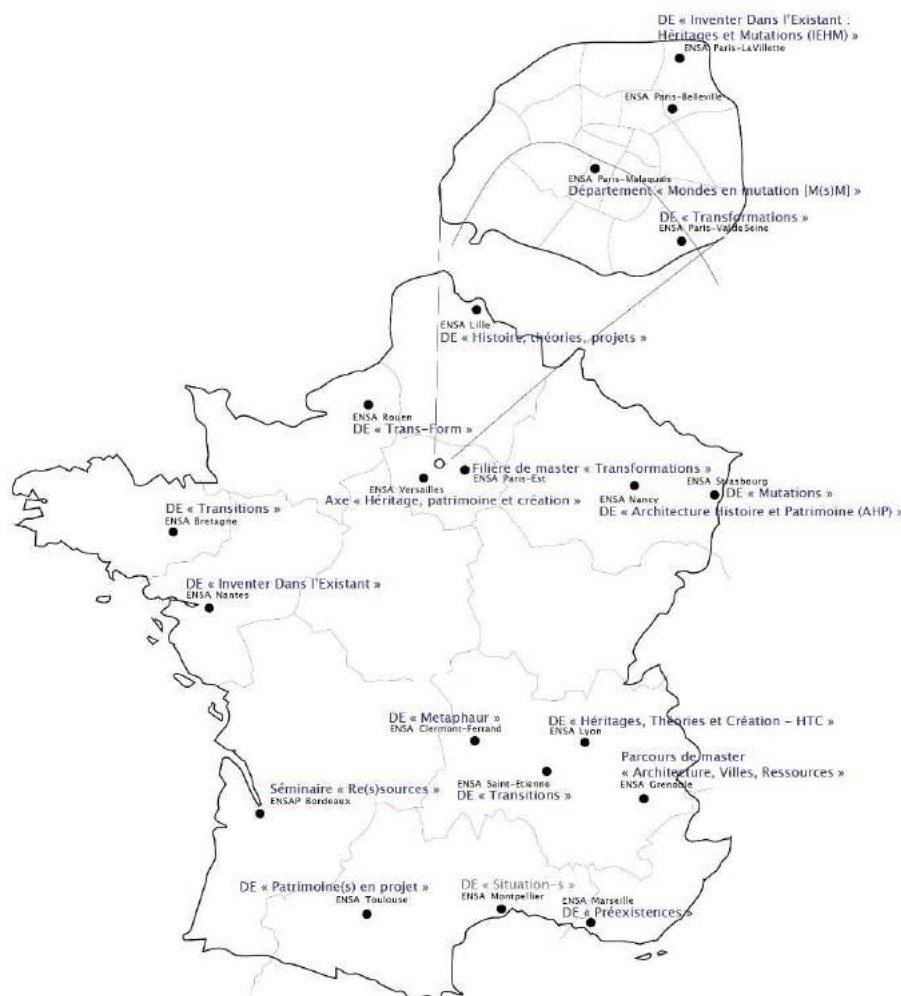 DE « Inventer Dans l'Existant :
Héritages et Mutations (IEHM) »
ENSA Paris-LaVillette
ENSA Paris-Belleville
ENSA Paris-Malaquais
Département « Mondes en mutation [M(s)M] »
DE « Transformations »
ENSA Paris-ValdeSeine
ENSA Lille
DE « Histoire, théories, projets »
ENSA Rouen
DE « Trans-Form »
Filière de master « Transformations »
ENSA Paris-Est
ENSA Versailles
Axe « Héritage, patrimoine et création »
ENSA Strasbourg
DE « Mutations »
ENSA Nancy
DE « Architecture Histoire et Patrimoine (AHP) »
DE « Transitions »
ENSA Bretagne
DE « Inventer Dans l'Existant »
ENSA Nantes
DE « Metaphaur »
ENSA Clermont-Ferrand
DE « Héritages, Théories et Création - HTC »
ENSA Lyon
Parcours de master
« Architecture, Villes, Ressources »
ENSA Grenoble
ENSA Saint-Etienne
DE « Transitions »
Séminaire « Re(s)sources »
ENSAP Bordeaux
DE « Patrimoine(s) en projet »
ENSA Toulouse
DE « Situation-s »
ENSA Montpellier
ENSA Marseille
DE « Préexistences »